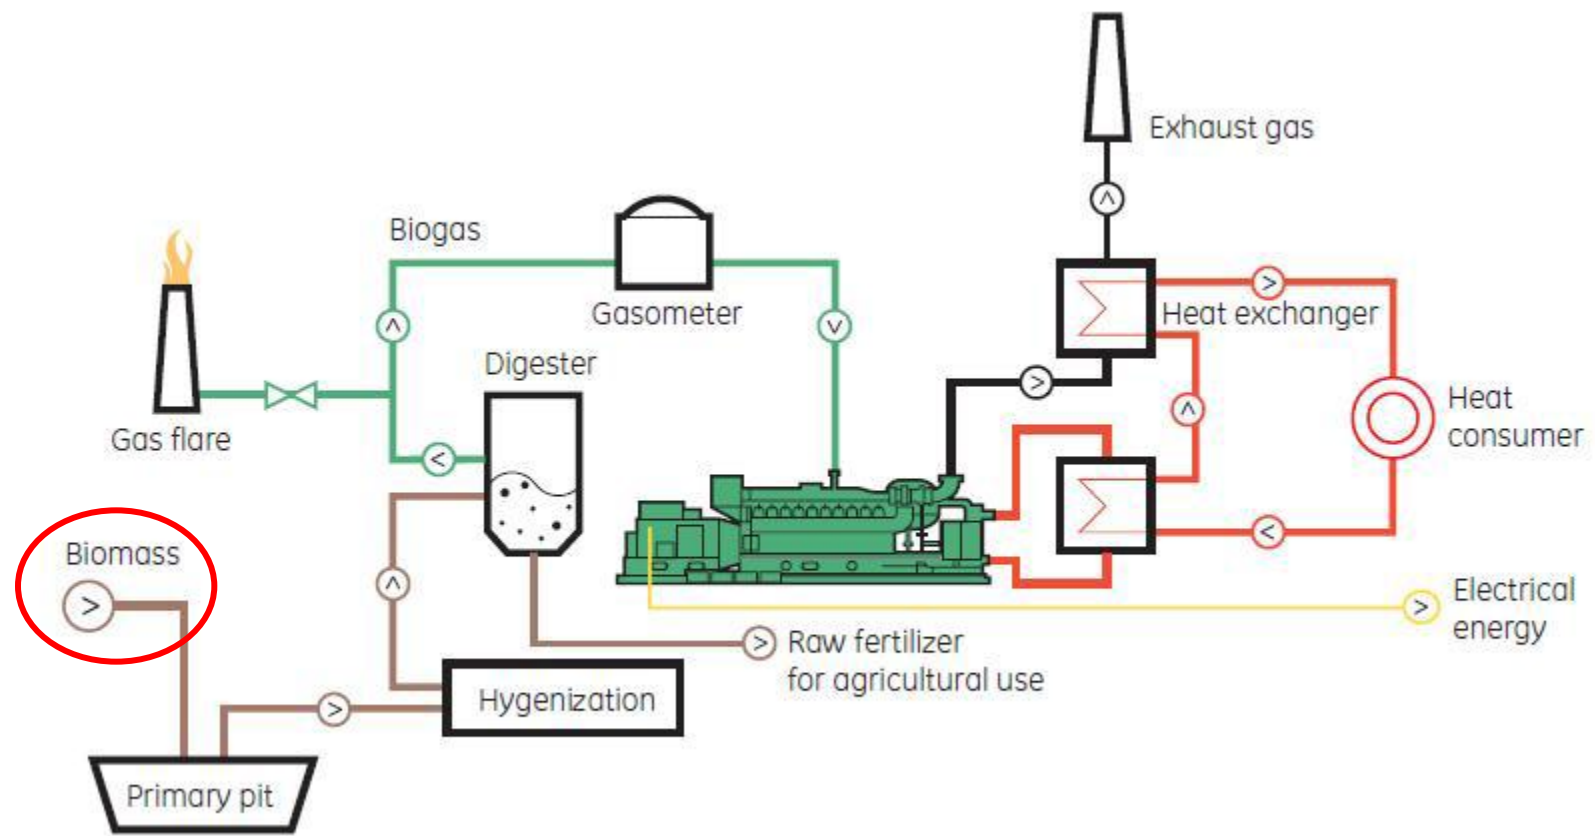 Exhaust gas
Biogas
Gasometer
Heat exchanger
Digester
Heat
consumer
Gas flare
Biomass
Electrical
energy
Raw fertilizer
for agricultural use
Hygenization
Primary pit